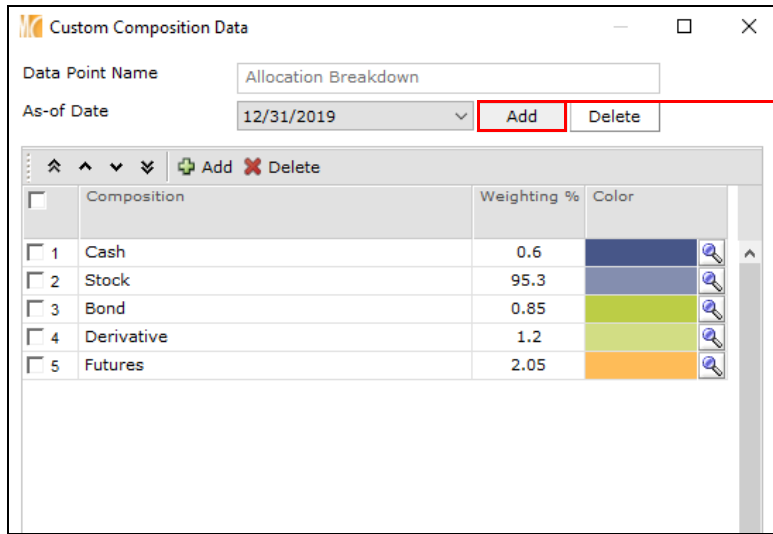 Custom Composition Data
Data Point Name Allocation Breakdown
As-of Date 12/31/2019 Add Delete
Add Delete
Composition Weighting % Color
1 Cash 0.6
2 Stock 95.3
3 Bond 0.85
4 Derivative 1.2
5 Futures 2.05